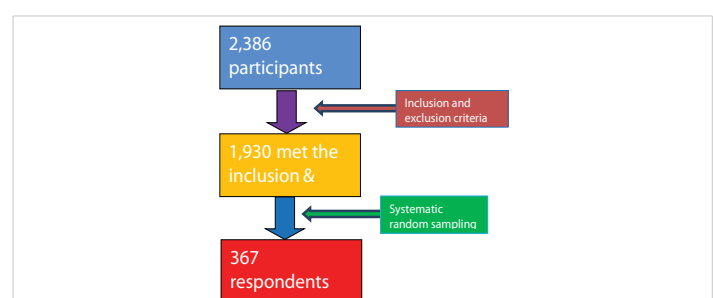 2,386
participants
Inclusion and
exclusion criteria
1,930 met the
inclusion &
Systematic
random sampling
367
respondents